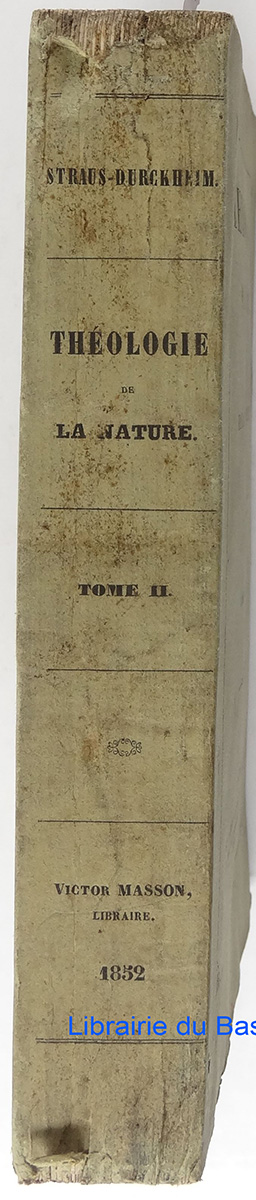 STRAUS-DURCKHEIM.
THÉOLOGIE
DE
LA NATURE.
TOME II.
VICTOR MASSON,
LIBRAIRE.
1852
Librairie du Bas